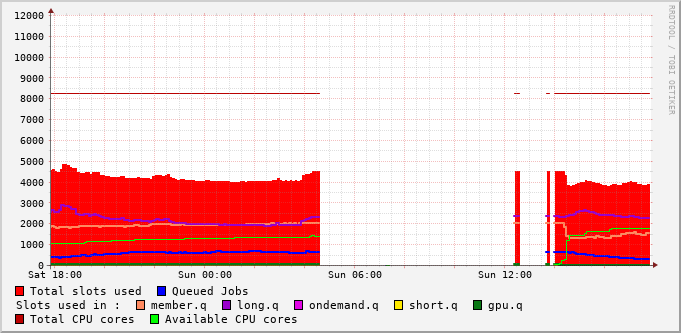 12000
11000
10000
9000
8000
7000
6000
5000
4000
3000
2000
1000
0
Sat 18:00 Sun 00:00 Sun 06:00 Sun 12:00
Total slots used Queued Jobs
Slots used in : member.q long.q ondemand.q short.q gpu.q
Total CPU cores Available CPU cores
RRDTOOL / TOBI OETIKER